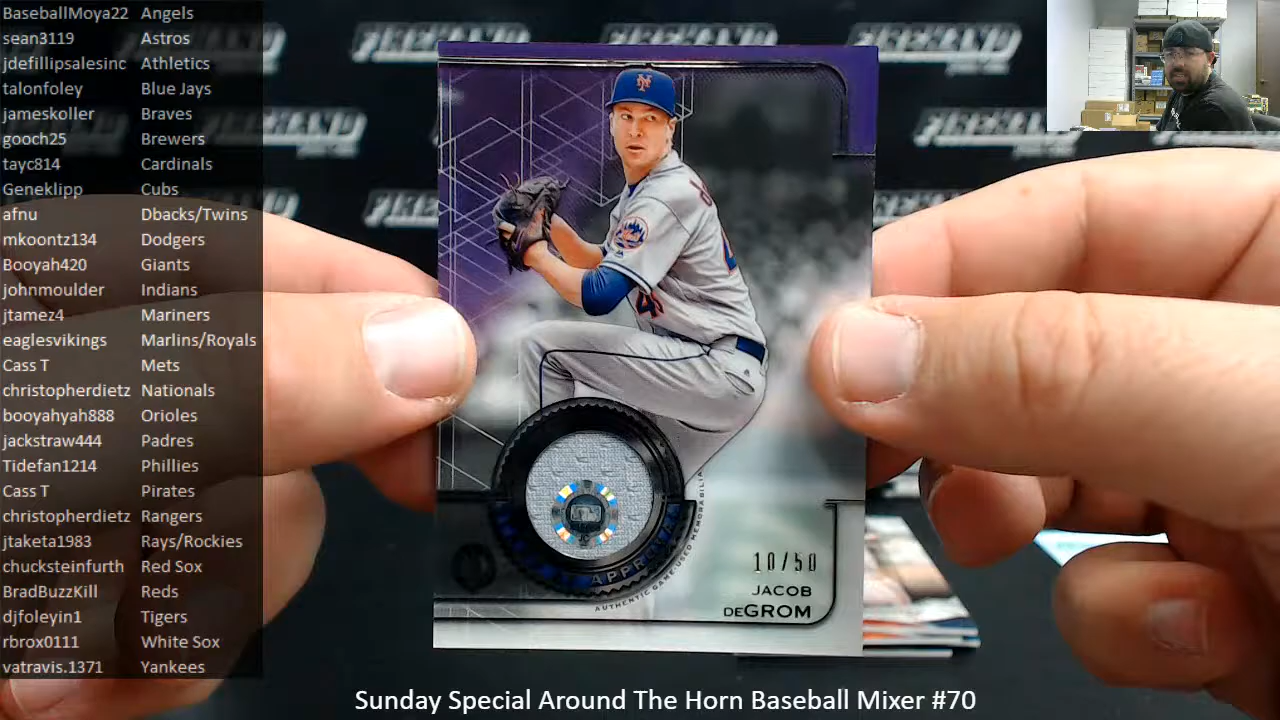 BaseballMoya22 Angels
sean3119 Astros
jdefillipsalesinc Athletics
talonfoley Blue Jays
jameskoller Braves
gooch25 Brewers
tayc814 Cardinals
Geneklipp Cubs
afnu Dbacks/Twins
mkoontz134 Dodgers
Booyah420 Giants
johnmoulder Indians
jtamez4 Mariners
eaglesvikings Marlins/Royals
Cass T Mets
christopherdietz Nationals
booyahyah888 Orioles
jackstraw444 Padres
Tidefan1214 Phillies
Cass T Pirates
christopherdietz Rangers
jtaketa1983 Rays/Rockies
chucksteinfurth Red Sox
BradBuzzKill Reds
djfoleyin1 Tigers
rbrox0111 White Sox
vatravis.1371 Yankees
FIREHAND
AUTHENTIC GAME-USED MEMORABILIA
10/50
JACOB
DEGROM
Sunday Special Around The Horn Baseball Mixer #70